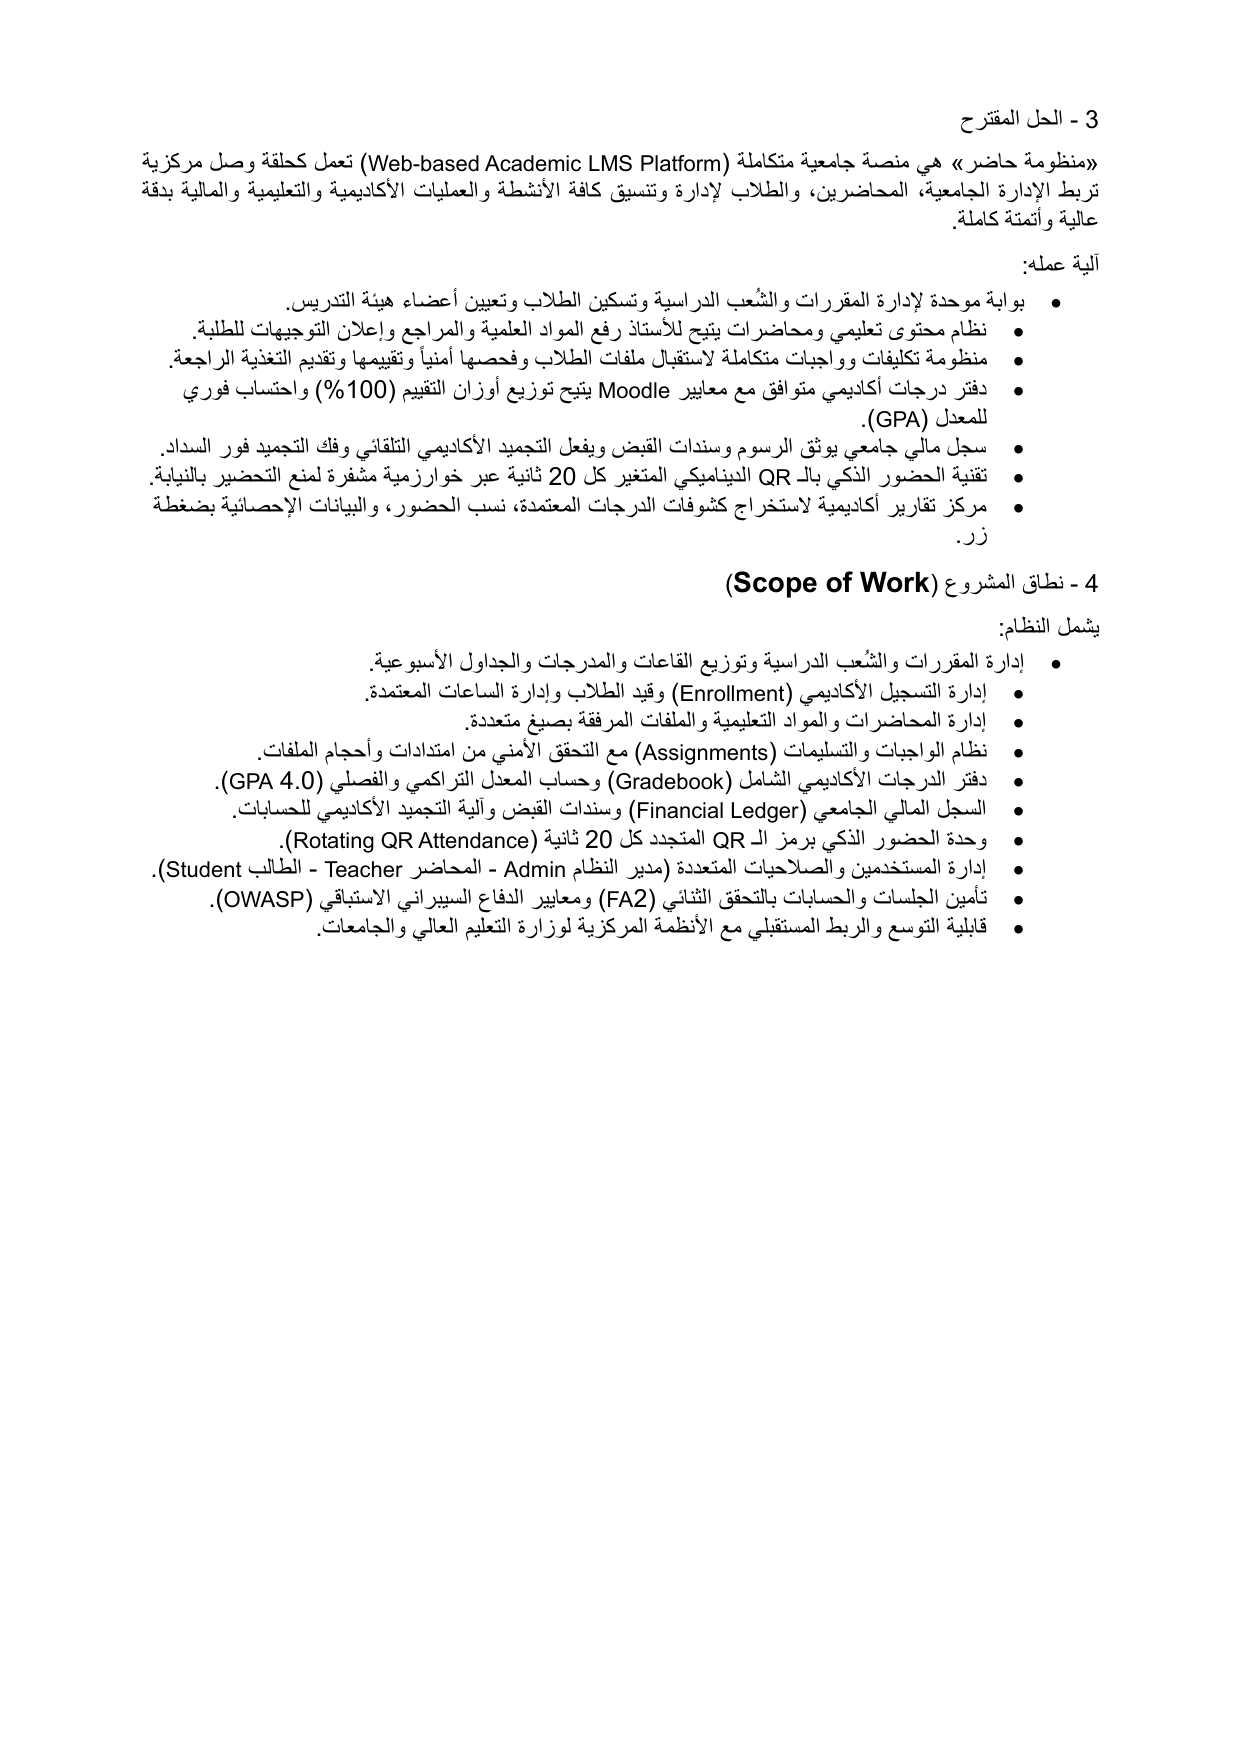 3 - الحل المقترح
«منظومة حاضر» هي منصة جامعية متكاملة (Web-based Academic LMS Platform) تعمل كحلقة وصل مركزية
تربط الإدارة الجامعية، المحاضرين، والطلاب لإدارة وتنسيق كافة الأنشطة والعمليات الأكاديمية والتعليمية والمالية بدقة
عالية وأتمتة كاملة.
آلية عمله:
● بوابة موحدة لإدارة المقررات والشُعب الدراسية وتسكين الطلاب وتعيين أعضاء هيئة التدريس.
● نظام محتوى تعليمي ومحاضرات يتيح للأستاذ رفع المواد العلمية والمراجع وإعلان التوجيهات للطلبة.
● منظومة تكليفات وواجبات متكاملة لاستقبال ملفات الطلاب وفحصها أمنياً وتقييمها وتقديم التغذية الراجعة.
● دفتر درجات أكاديمي متوافق مع معايير Moodle يتيح توزيع أوزان التقييم (100%) واحتساب فوري
للمعدل (GPA).
● سجل مالي جامعي يوثق الرسوم وسندات القبض ويفعل التجميد الأكاديمي التلقائي وفك التجميد فور السداد.
● تقنية الحضور الذكي بالـ QR الديناميكي المتغير كل 20 ثانية عبر خوارزمية مشفرة لمنع التحضير بالنيابة.
● مركز تقارير أكاديمية لاستخراج كشوفات الدرجات المعتمدة، نسب الحضور، والبيانات الإحصائية بضغطة
زر.
4 - نطاق المشروع (Scope of Work)
يشمل النظام:
● إدارة المقررات والشُعب الدراسية وتوزيع القاعات والمدرجات والجداول الأسبوعية.
● إدارة التسجيل الأكاديمي (Enrollment) وقيد الطلاب وإدارة الساعات المعتمدة.
● إدارة المحاضرات والمواد التعليمية والملفات المرفقة بصيغ متعددة.
● نظام الواجبات والتسليمات (Assignments) مع التحقق الأمني من امتدادات وأحجام الملفات.
● دفتر الدرجات الأكاديمي الشامل (Gradebook) وحساب المعدل التراكمي والفصلي (GPA 4.0).
● السجل المالي الجامعي (Financial Ledger) وسندات القبض وآلية التجميد الأكاديمي للحسابات.
● وحدة الحضور الذكي برمز الـ QR المتجدد كل 20 ثانية (Rotating QR Attendance).
● إدارة المستخدمين والصلاحيات المتعددة (مدير النظام Admin - المحاضر Teacher - الطالب Student).
● تأمين الجلسات والحسابات بالتحقق الثنائي (FA2) ومعايير الدفاع السيبراني الاستباقي (OWASP).
● قابلية التوسع والربط المستقبلي مع الأنظمة المركزية لوزارة التعليم العالي والجامعات.